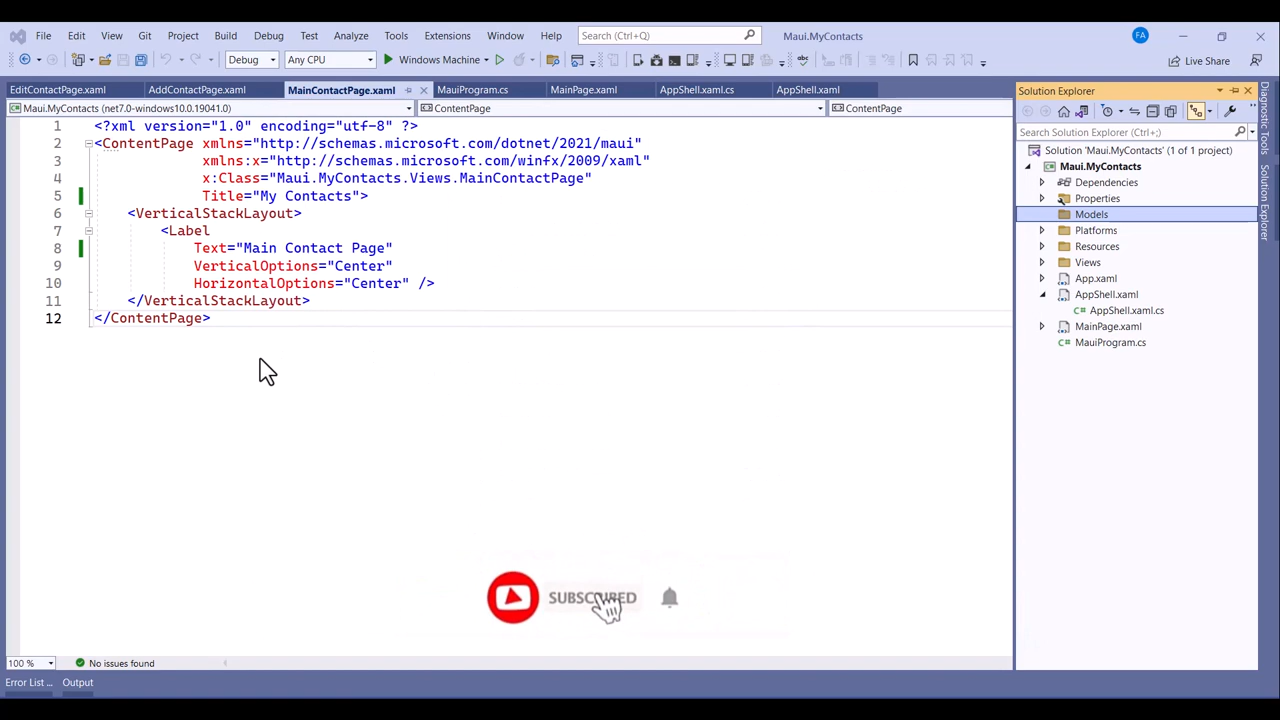 File Edit View Git Project Build Debug Test Analyze Tools Extensions Window Help Search (Ctrl+Q) Maui.MyContacts FA
Debug Any CPU Windows Machine Live Share
EditContactPage.xaml AddContactPage.xaml MainContactPage.xaml MauiProgram.cs MainPage.xaml AppShell.xaml.cs AppShell.xaml
Maui.MyContacts (net7.0-windows10.0.19041.0) ContentPage ContentPage
1 <?xml version="1.0" encoding="utf-8" ?>
2 <ContentPage xmlns="http://schemas.microsoft.com/dotnet/2021/maui"
3 xmlns:x="http://schemas.microsoft.com/winfx/2009/xaml"
4 x:Class="Maui.MyContacts.Views.MainContactPage"
5 Title="My Contacts">
6 <VerticalStackLayout>
7 <Label
8 Text="Main Contact Page"
9 VerticalOptions="Center"
10 HorizontalOptions="Center" />
11 </VerticalStackLayout>
12 </ContentPage>
SUBSCRIBED
100 % No issues found
Error List ... Output
Solution Explorer
Search Solution Explorer (Ctrl+;)
Solution 'Maui.MyContacts' (1 of 1 project)
Maui.MyContacts
Dependencies
Properties
Models
Platforms
Resources
Views
App.xaml
AppShell.xaml
AppShell.xaml.cs
MainPage.xaml
MauiProgram.cs
Diagnostic Tools
Solution Explorer